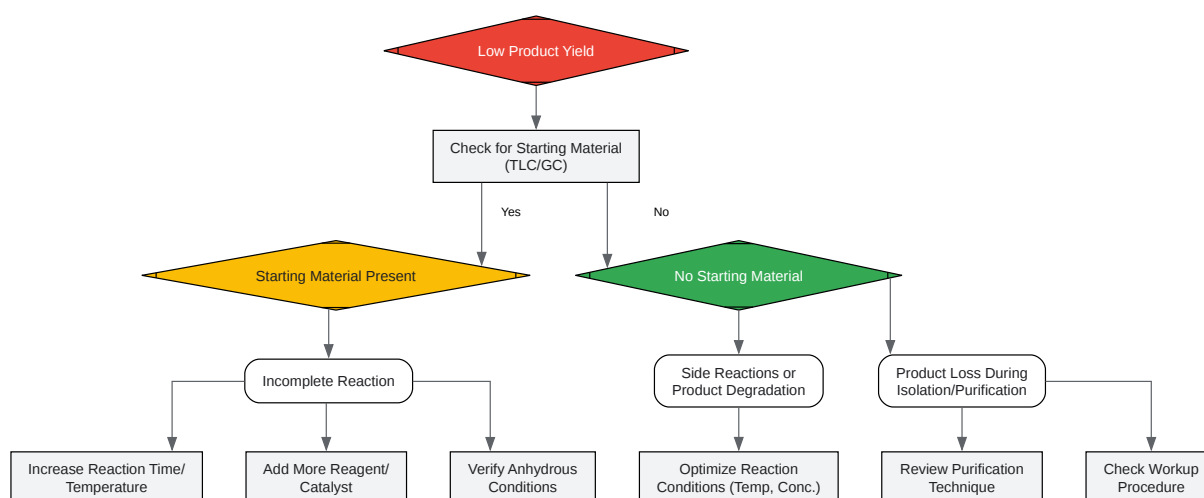 Low Product Yield
Check for Starting Material
(TLC/GC)
Yes
No
Starting Material Present
No Starting Material
Incomplete Reaction
Side Reactions or
Product Degradation
Product Loss During
Isolation/Purification
Increase Reaction Time/
Temperature
Add More Reagent/
Catalyst
Verify Anhydrous
Conditions
Optimize Reaction
Conditions (Temp, Conc.)
Review Purification
Technique
Check Workup
Procedure